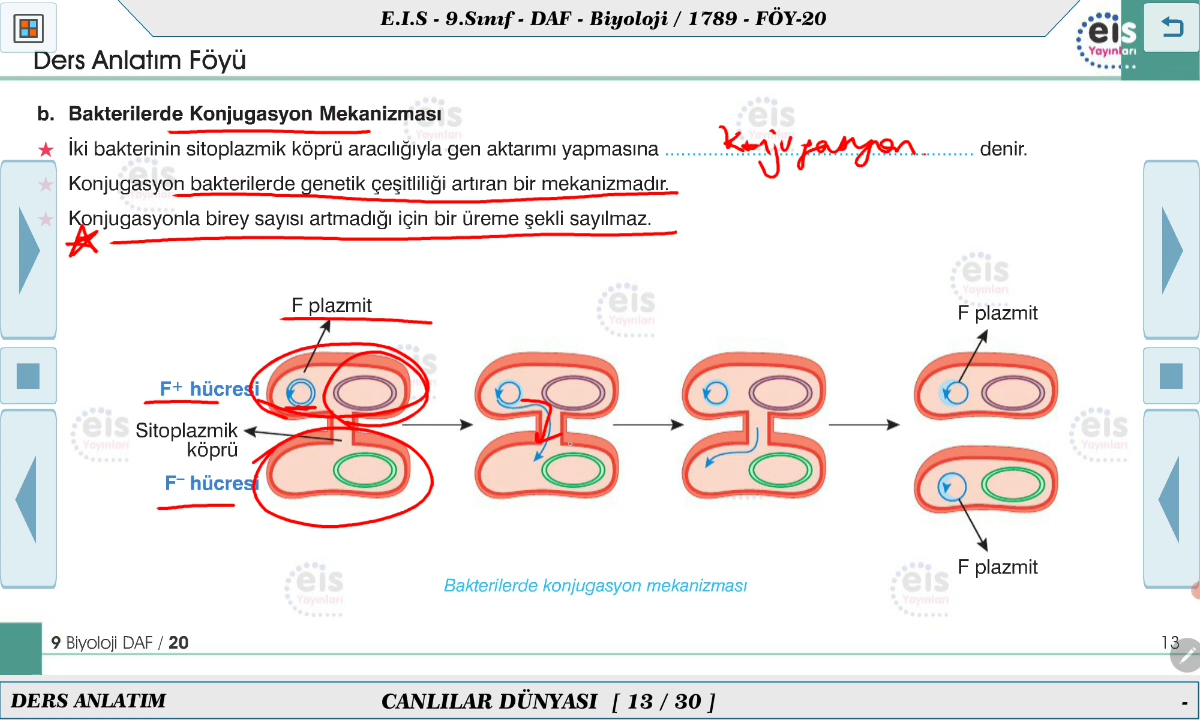 E.I.S - 9.Sınıf - DAF - Biyoloji / 1789 - FÖY-20
Ders Anlatım Föyü
eis
Yayınları
b. Bakterilerde Konjugasyon Mekanizması
İki bakterinin sitoplazmik köprü aracılığıyla gen aktarımı yapmasına Konjugasyon denir.
Konjugasyon bakterilerde genetik çeşitliliği artıran bir mekanizmadır.
Konjugasyonla birey sayısı artmadığı için bir üreme şekli sayılmaz.
F plazmit
F plazmit
F+ hücresi
Sitoplazmik
köprü
F− hücresi
F plazmit
Bakterilerde konjugasyon mekanizması
9 Biyoloji DAF / 20
13
DERS ANLATIM
CANLILAR DÜNYASI [ 13 / 30 ]
-